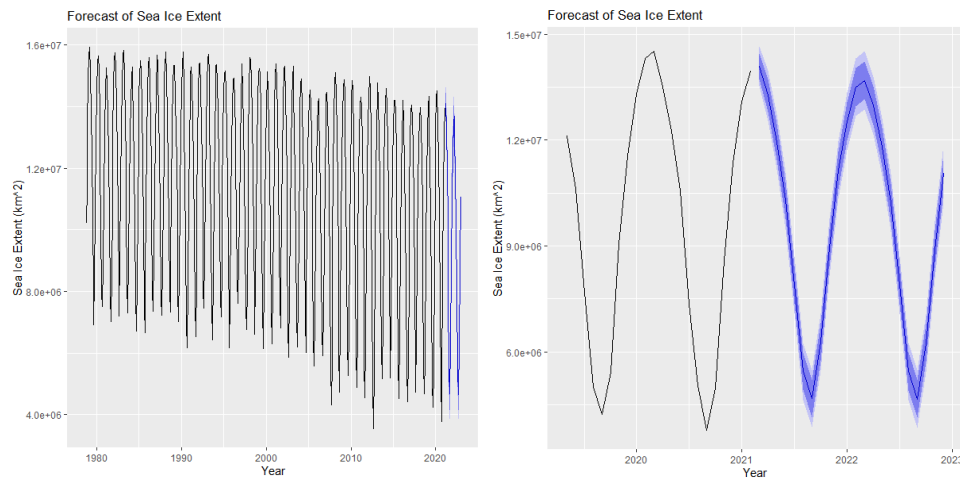 Forecast of Sea Ice Extent
1.6e+07
1.2e+07
8.0e+06
4.0e+06
Sea Ice Extent (km^2)
1980
1990
2000
2010
2020
Year
Forecast of Sea Ice Extent
1.5e+07
1.2e+07
9.0e+06
6.0e+06
Sea Ice Extent (km^2)
2020
2021
2022
2023
Year